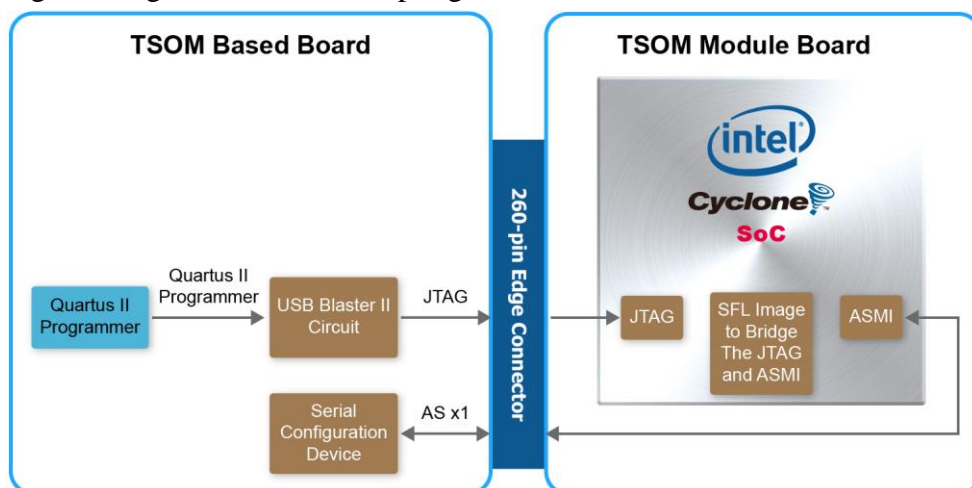 TSOM Based Board
TSOM Module Board
intel®
Cyclone™
SoC
260-pin Edge Connector
Quartus II
Programmer
Quartus II
Programmer
USB Blaster II
Circuit
JTAG
JTAG
SFL Image
to Bridge
The JTAG
and ASMI
ASMI
Serial
Configuration
Device
AS x1